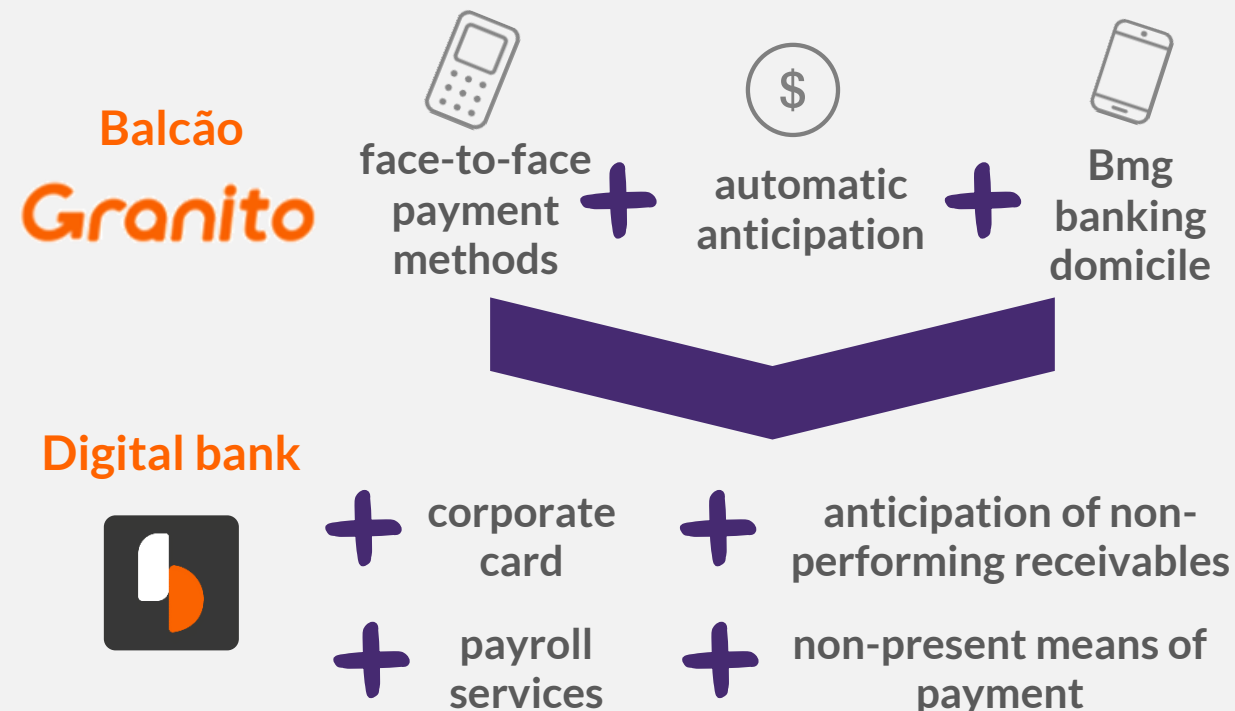 Balcão
Granito
face-to-face
payment
methods
$
automatic
anticipation
Bmg
banking
domicile
Digital bank
corporate
card
anticipation of non-
performing receivables
payroll
services
non-present means of
payment